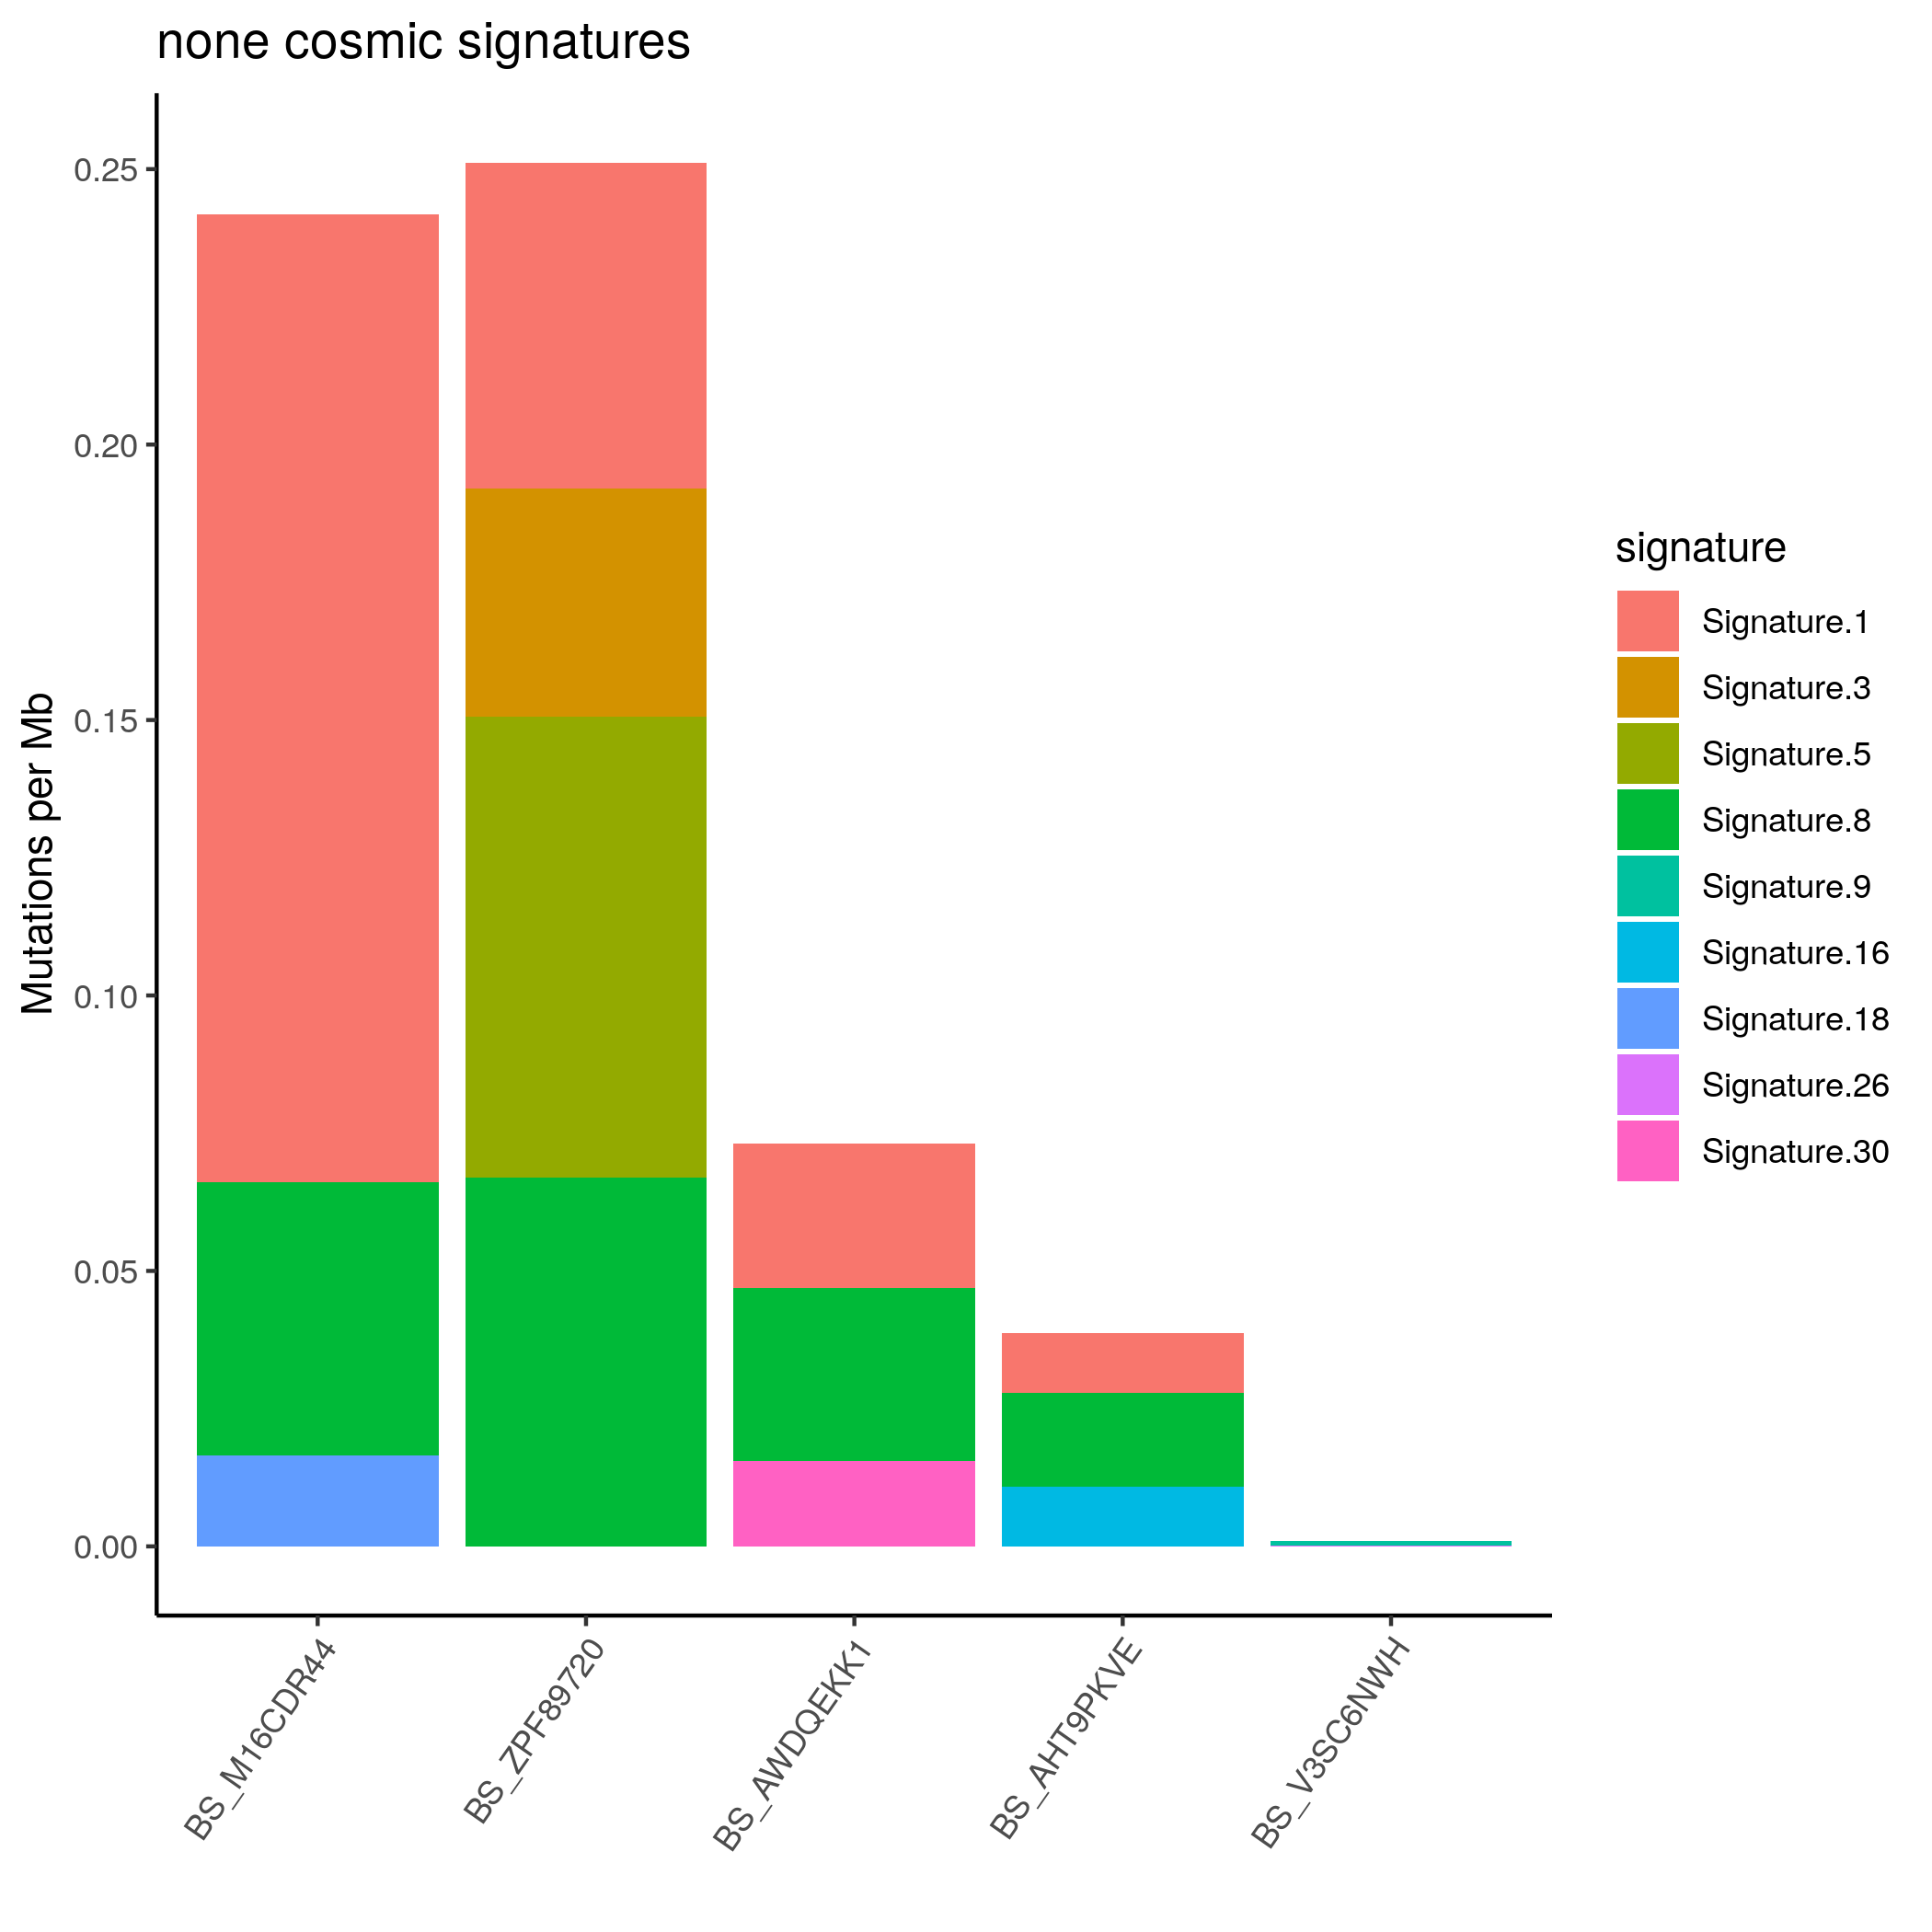 none cosmic signatures
Mutations per Mb
0.25
0.20
0.15
0.10
0.05
0.00
BS_M16CDR44
BS_ZPF89720
BS_AWDQEKK1
BS_AHT9PKVE
BS_V3SC6NWH
signature
Signature.1
Signature.3
Signature.5
Signature.8
Signature.9
Signature.16
Signature.18
Signature.26
Signature.30